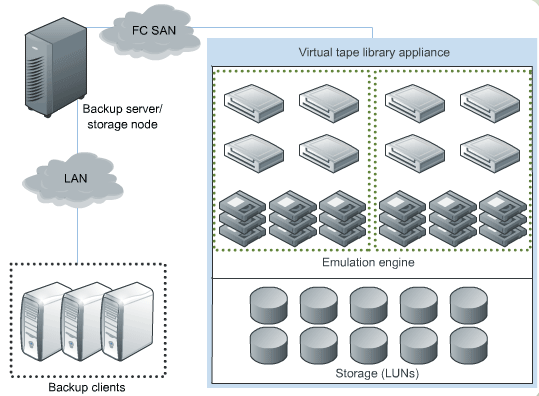 FC SAN
Virtual tape library appliance
Backup server/
storage node
LAN
Emulation engine
Storage (LUNs)
Backup clients